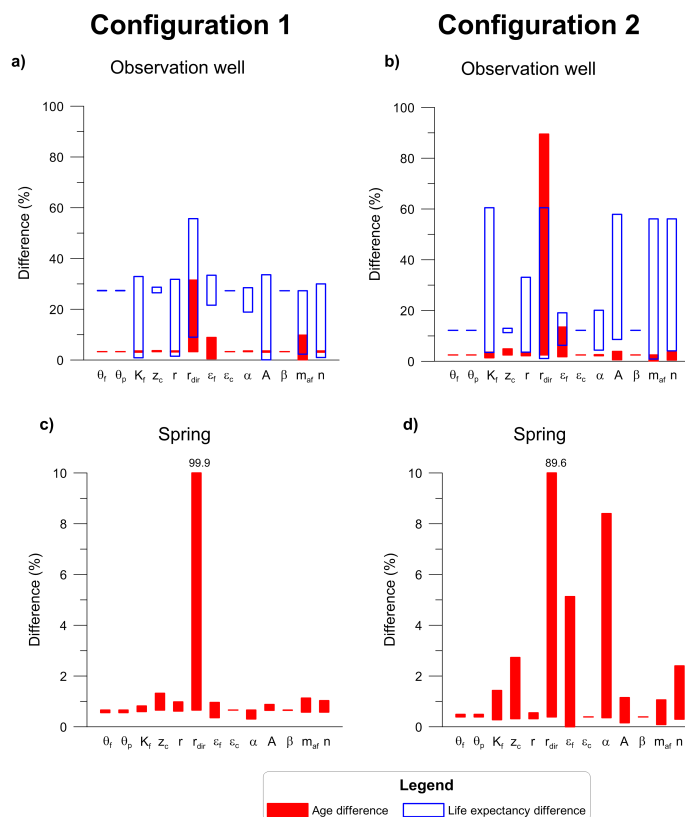 Configuration 1
Configuration 2
a)
Observation well
b)
Observation well
Difference (%)
100
80
60
40
20
0
θf θp Kf zc r rdir εf εc α A β maf n
Difference (%)
100
80
60
40
20
0
θf θp Kf zc r rdir εf εc α A β maf n
c)
Spring
99.9
Difference (%)
10
8
6
4
2
0
θf θp Kf zc r rdir εf εc α A β maf n
d)
Spring
89.6
Difference (%)
10
8
6
4
2
0
θf θp Kf zc r rdir εf εc α A β maf n
Legend
Age difference Life expectancy difference